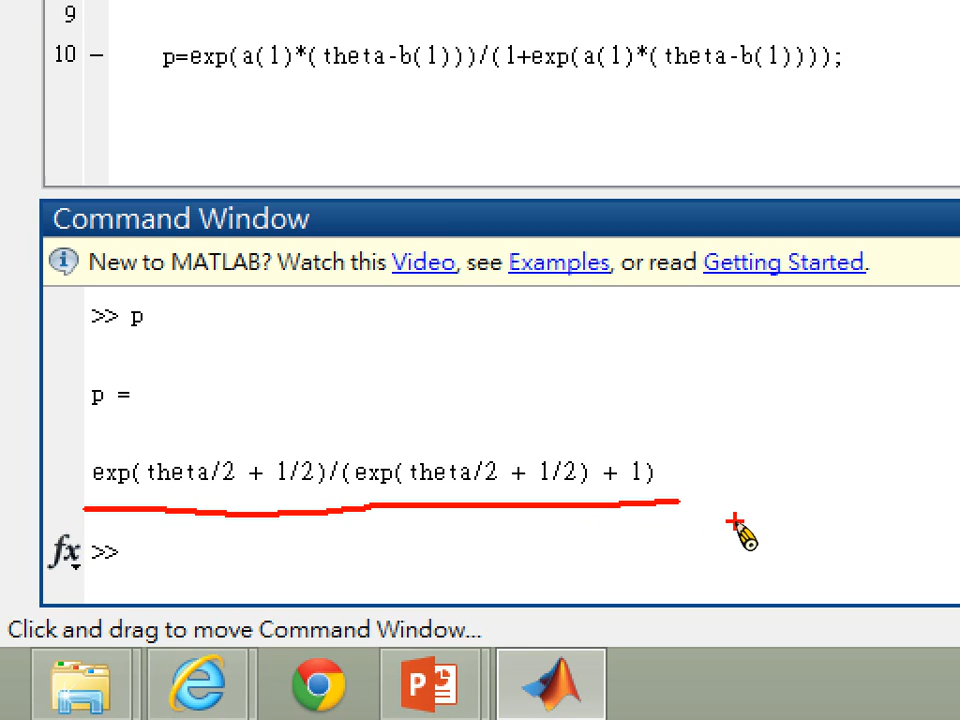 9
10 − p=exp(a(1)*(theta-b(1)))/(1+exp(a(1)*(theta-b(1))));
Command Window
New to MATLAB? Watch this Video, see Examples, or read Getting Started.
>> p
p =
exp(theta/2 + 1/2)/(exp(theta/2 + 1/2) + 1)
fx >>
Click and drag to move Command Window...
P